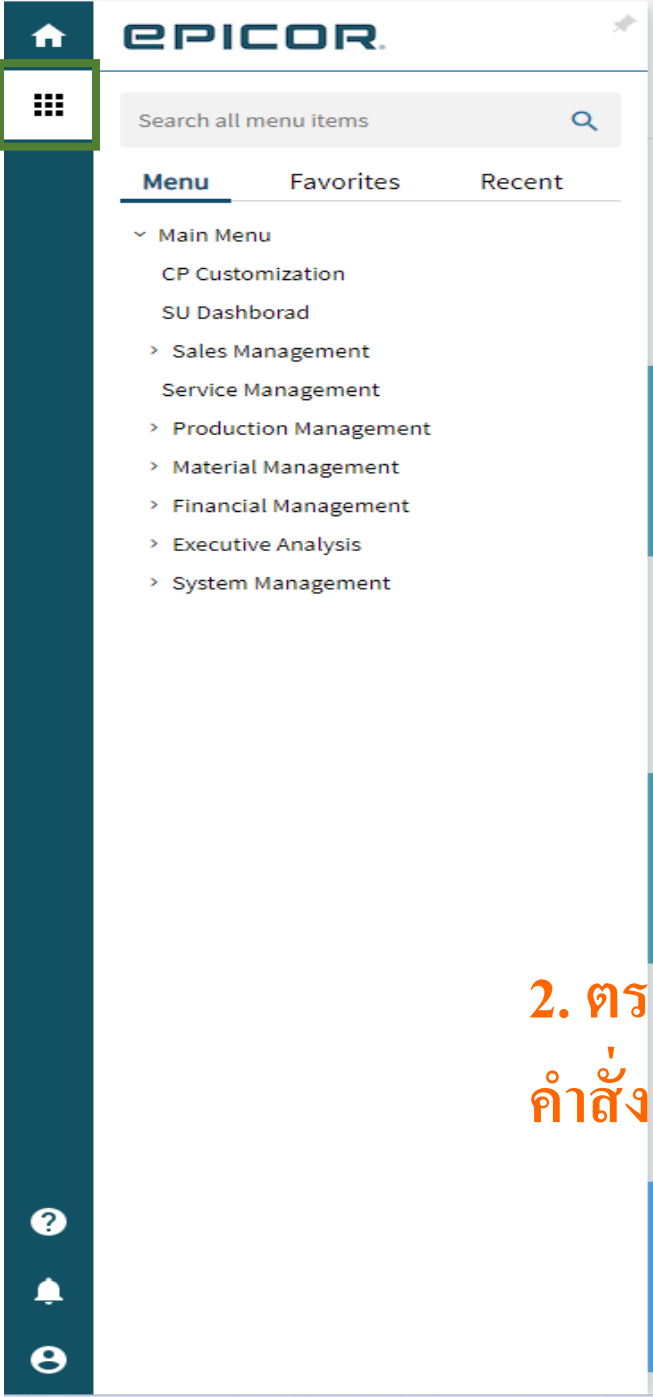 EPICOR.
Search all menu items
Menu Favorites Recent
Main Menu
CP Customization
SU Dashborad
Sales Management
Service Management
Production Management
Material Management
Financial Management
Executive Analysis
System Management
2. ตร
คำสั่ง